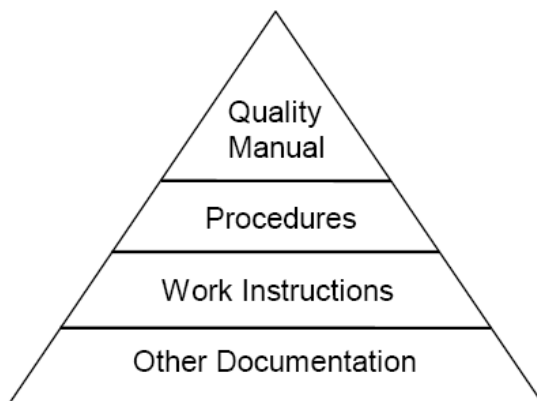 Quality
Manual
Procedures
Work Instructions
Other Documentation